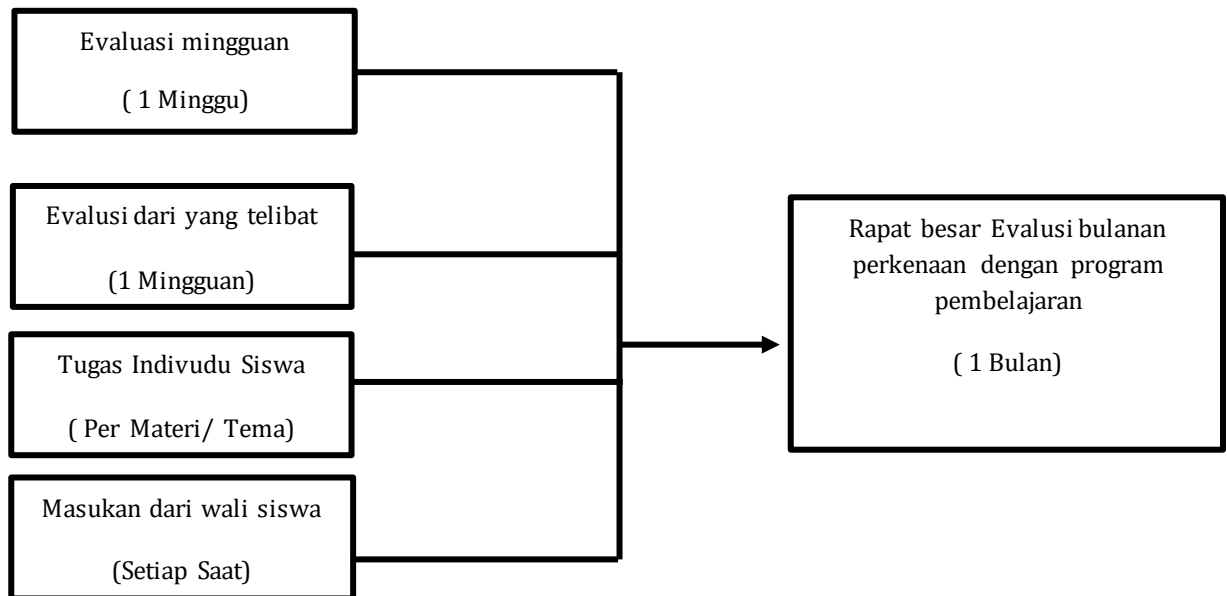 Evaluasi mingguan
( 1 Minggu)
Evalusi dari yang telibat
(1 Mingguan)
Tugas Indivudu Siswa
( Per Materi/ Tema)
Masukan dari wali siswa
(Setiap Saat)
Rapat besar Evalusi bulanan
perkenaan dengan program
pembelajaran
( 1 Bulan)